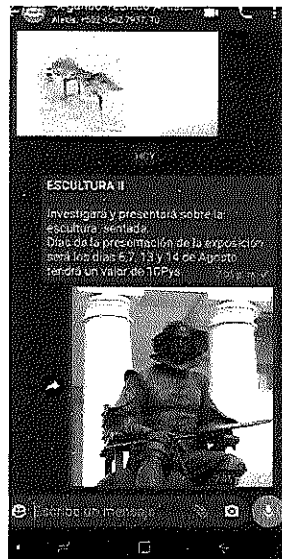 HOY
ESCULTURA II
Investigará y presentará sobre la
escultura sentada
Días de la presentación de la exposición
será los días 6,7, 13 y 14 de Agosto
tendrá un valor de
Escribe un mensaje